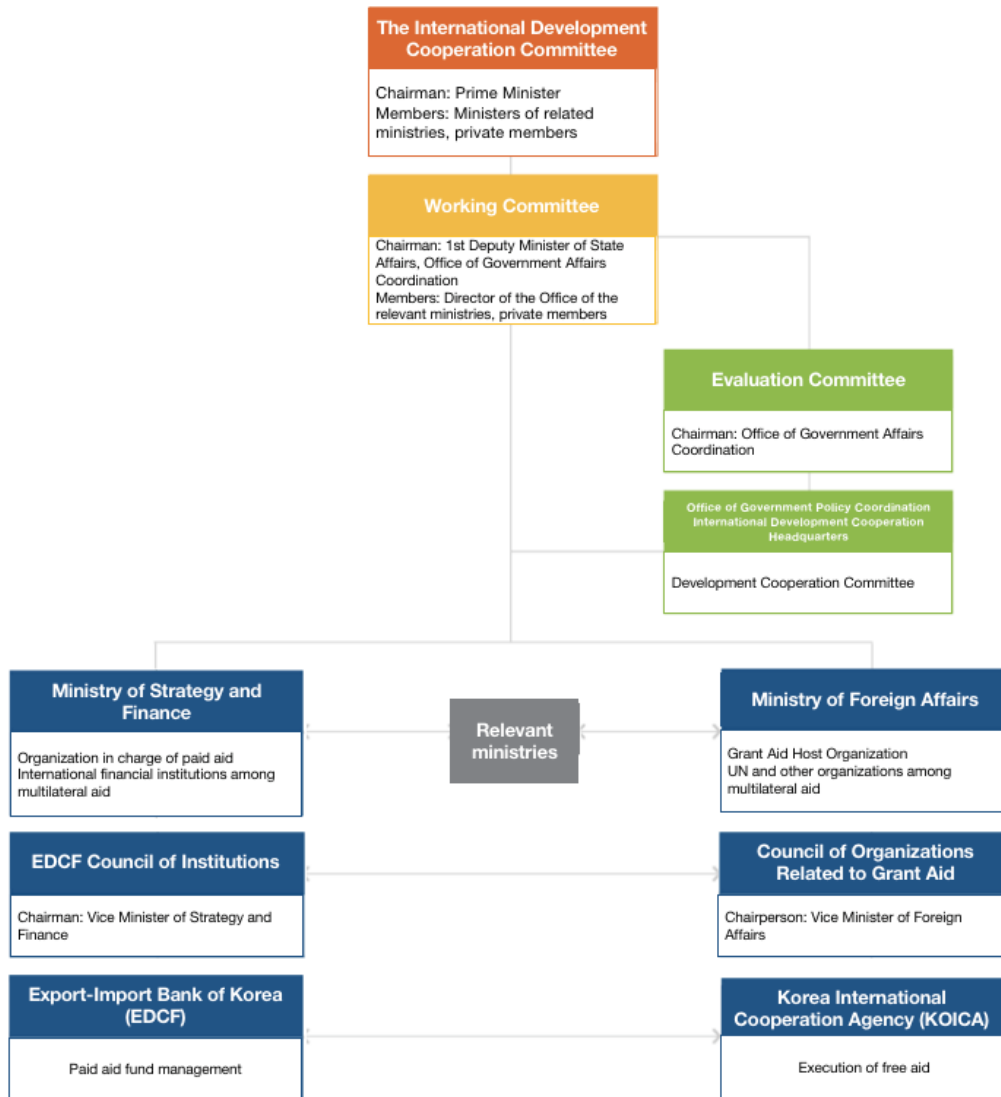 The International Development
Cooperation Committee
Chairman: Prime Minister
Members: Ministers of related
ministries, private members
Working Committee
Chairman: 1st Deputy Minister of State
Affairs, Office of Government Affairs
Coordination
Members: Director of the Office of the
relevant ministries, private members
Evaluation Committee
Chairman: Office of Government Affairs
Coordination
Office of Government Policy Coordination
International Development Cooperation
Headquarters
Development Cooperation Committee
Ministry of Strategy and
Finance
Organization in charge of paid aid
International financial institutions among
multilateral aid
Relevant
ministries
Ministry of Foreign Affairs
Grant Aid Host Organization
UN and other organizations among
multilateral aid
EDCF Council of Institutions
Chairman: Vice Minister of Strategy and
Finance
Council of Organizations
Related to Grant Aid
Chairperson: Vice Minister of Foreign
Affairs
Export-Import Bank of Korea
(EDCF)
Paid aid fund management
Korea International
Cooperation Agency (KOICA)
Execution of free aid